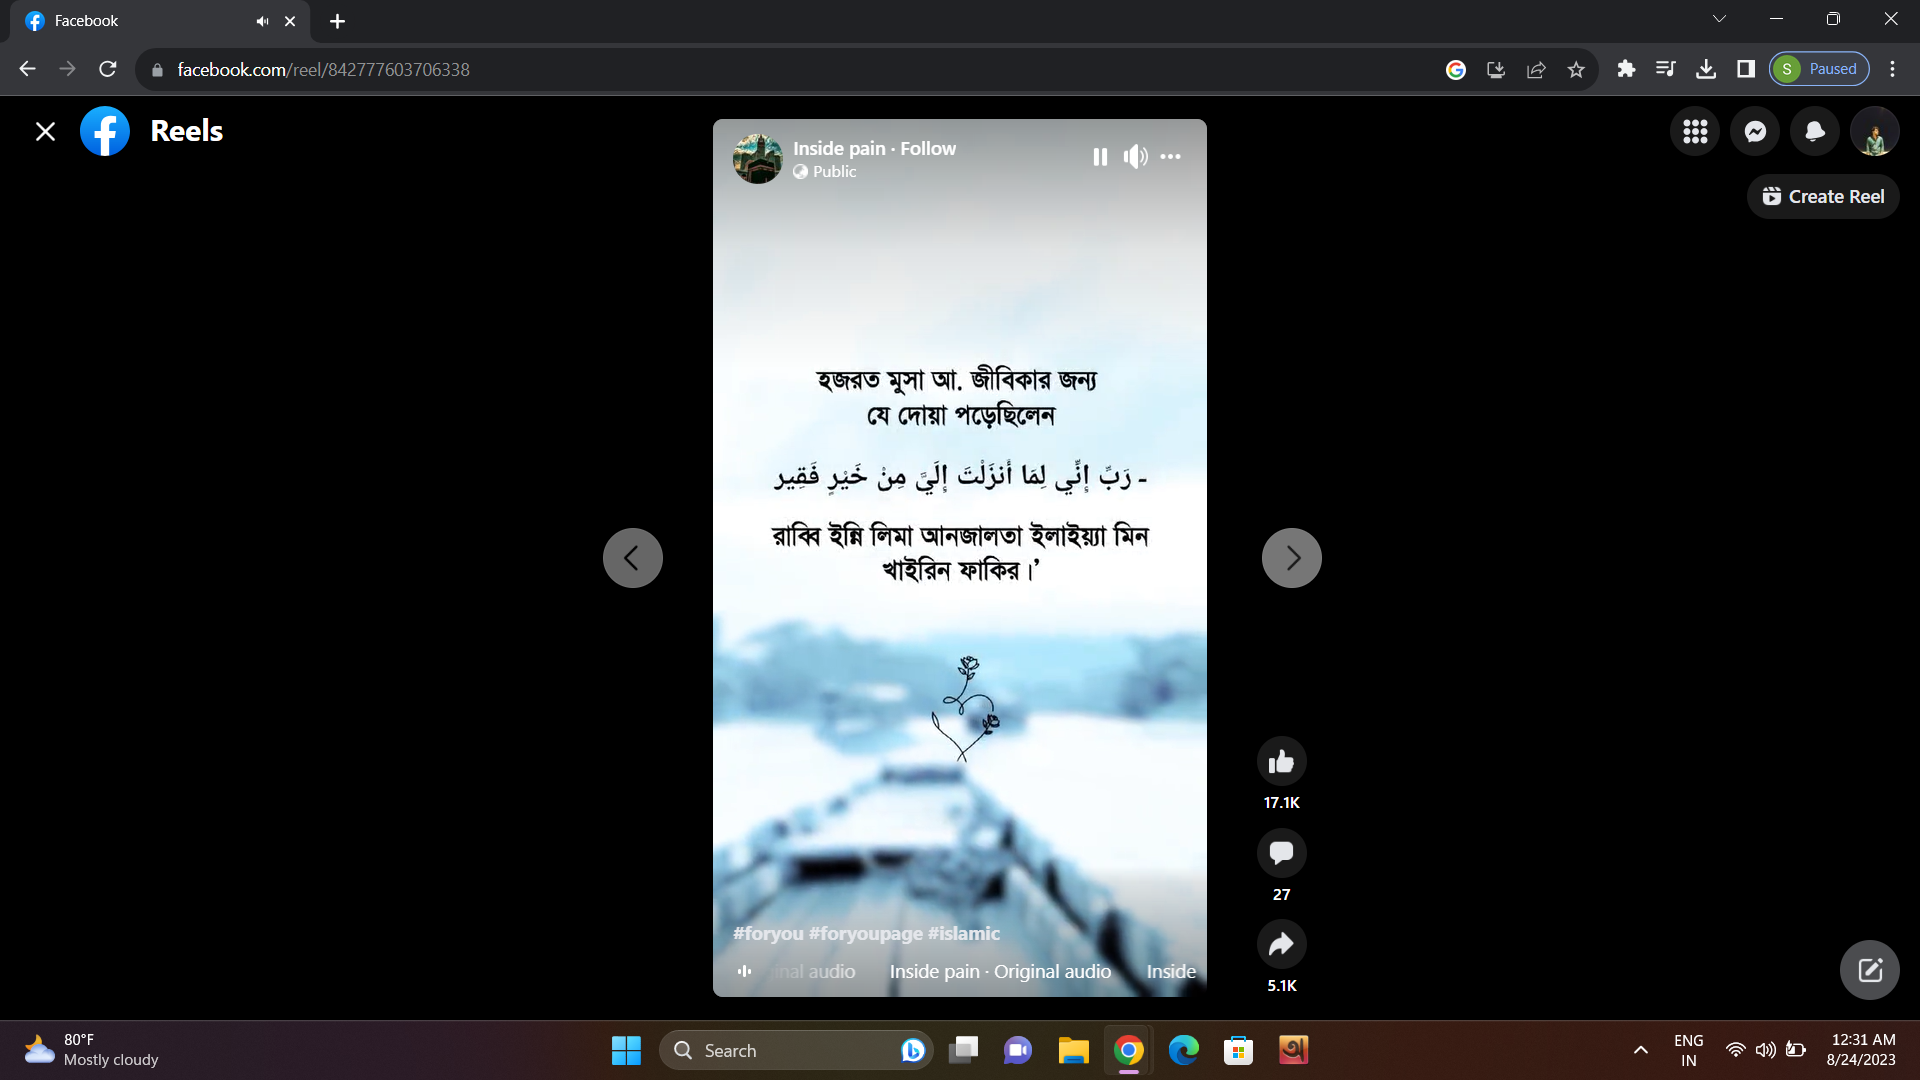 Facebook
facebook.com/reel/842777603706338
S Paused
Reels
Create Reel
Inside pain · Follow
Public
হজরত মুসা আ. জীবিকার জন্য
যে দোয়া পড়েছিলেন
- رَبِّ إِنِّي لِمَا أَنزَلْتَ إِلَيَّ مِنْ خَيْرٍ فَقِير
রাব্বি ইন্নি লিমা আনজালতা ইলাইয়্যা মিন
খাইরিন ফাকির।’
17.1K
27
5.1K
#foryou #foryoupage #islamic
inal audio Inside pain · Original audio Inside
80°F
Mostly cloudy
Search
অ
ENG
IN
12:31 AM
8/24/2023